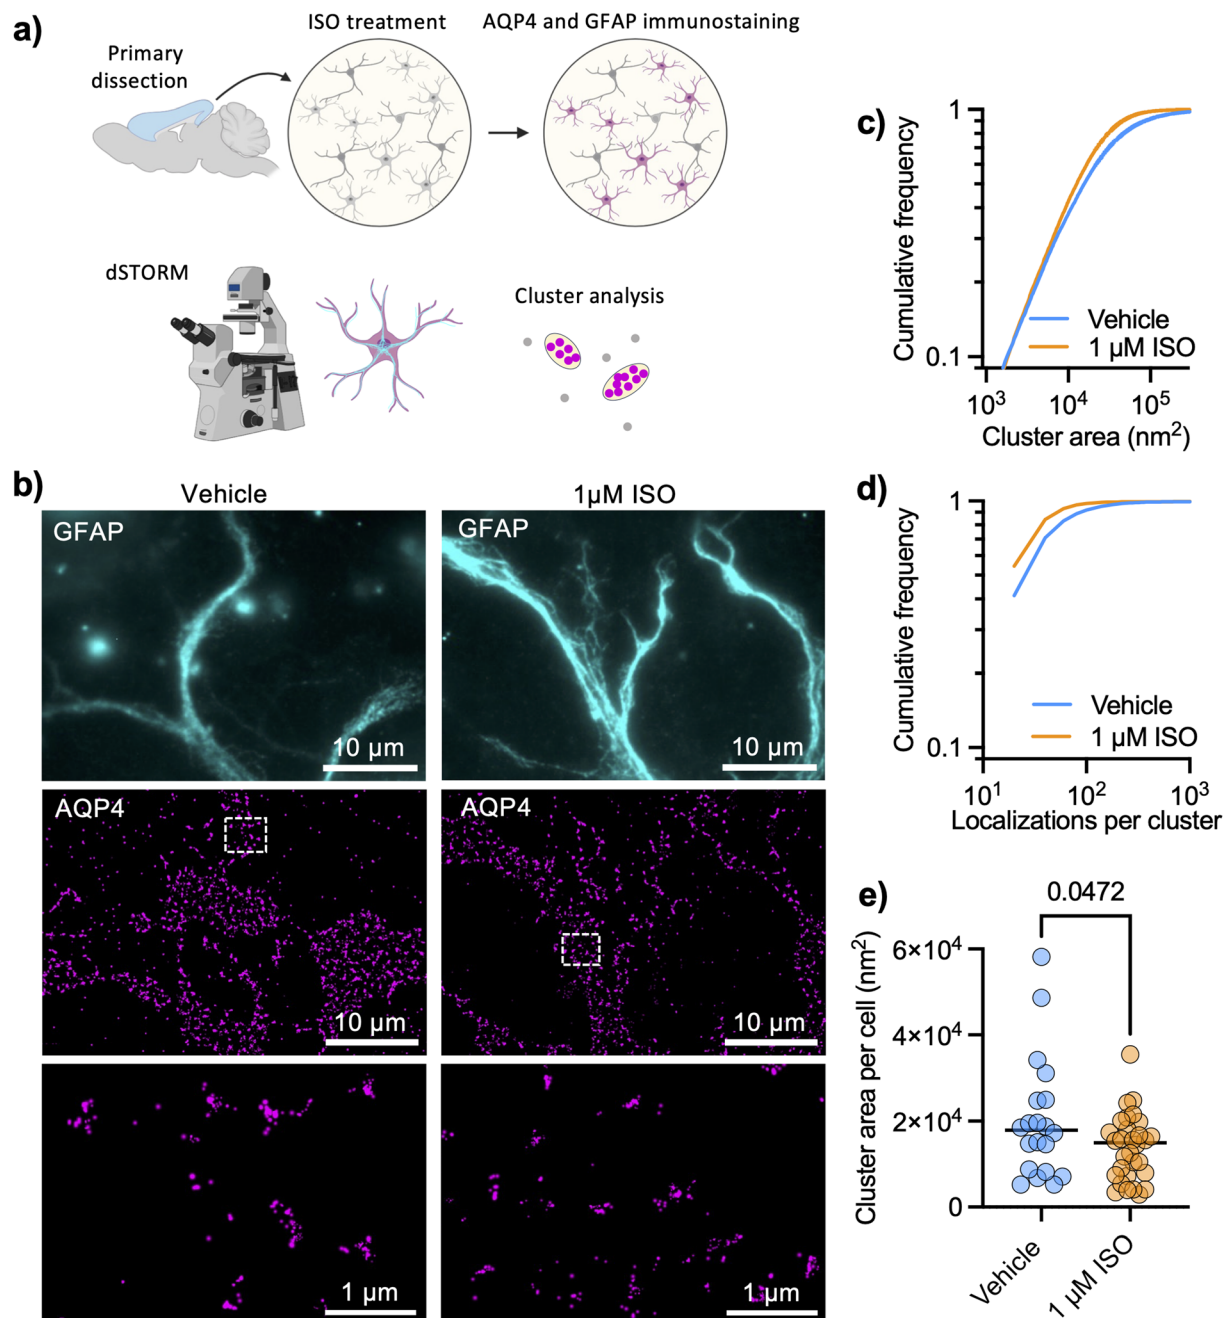 a)
ISO treatment
AQP4 and GFAP immunostaining
Primary
dissection
dSTORM
Cluster analysis
b)
Vehicle
1µM ISO
GFAP
10 µm
GFAP
10 µm
AQP4
10 µm
10 µm
1 µm
1 µm
c)
Cumulative frequency
1
0.1
Vehicle
1 µM ISO
10³
10⁴
10⁵
Cluster area (nm²)
d)
Cumulative frequency
1
0.1
Vehicle
1 µM ISO
10¹
10²
10³
Localizations per cluster
e)
0.0472
Cluster area per cell (nm²)
6×10⁴
4×10⁴
2×10⁴
0
Vehicle
1 µM ISO